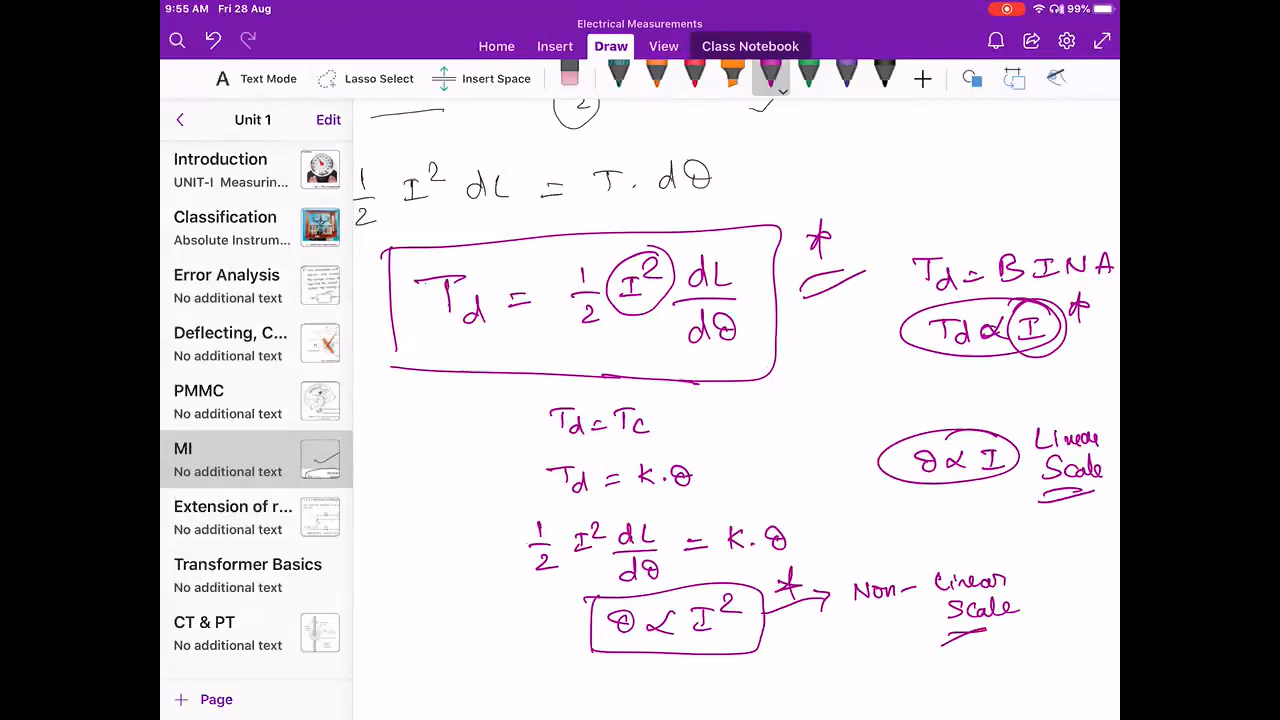 9:55 AM Fri 28 Aug
99%
Electrical Measurements
Home Insert Draw View Class Notebook
A Text Mode Lasso Select Insert Space
Unit 1
Edit
Introduction
UNIT-I Measurin...
Classification
Absolute Instrum...
Error Analysis
No additional text
Deflecting, C...
No additional text
PMMC
No additional text
MI
No additional text
Extension of r...
No additional text
Transformer Basics
No additional text
CT & PT
No additional text
+ Page
2
1/2 I² dL = T. dθ
Td = 1/2 I² dL/dθ *
Td = BINA
Td ∝ I *
Td = Tc
θ ∝ I Linear
Scale
Td = K.θ
1/2 I² dL/dθ = K.θ
θ ∝ I² * → Non-Linear
Scale